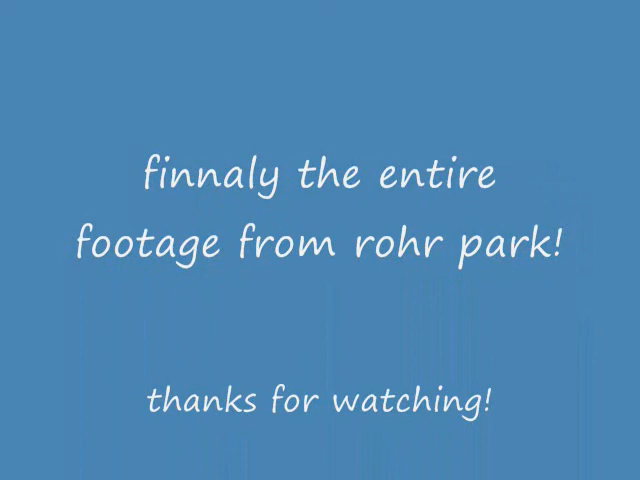 finnaly the entire
footage from rohr park!
thanks for watching!